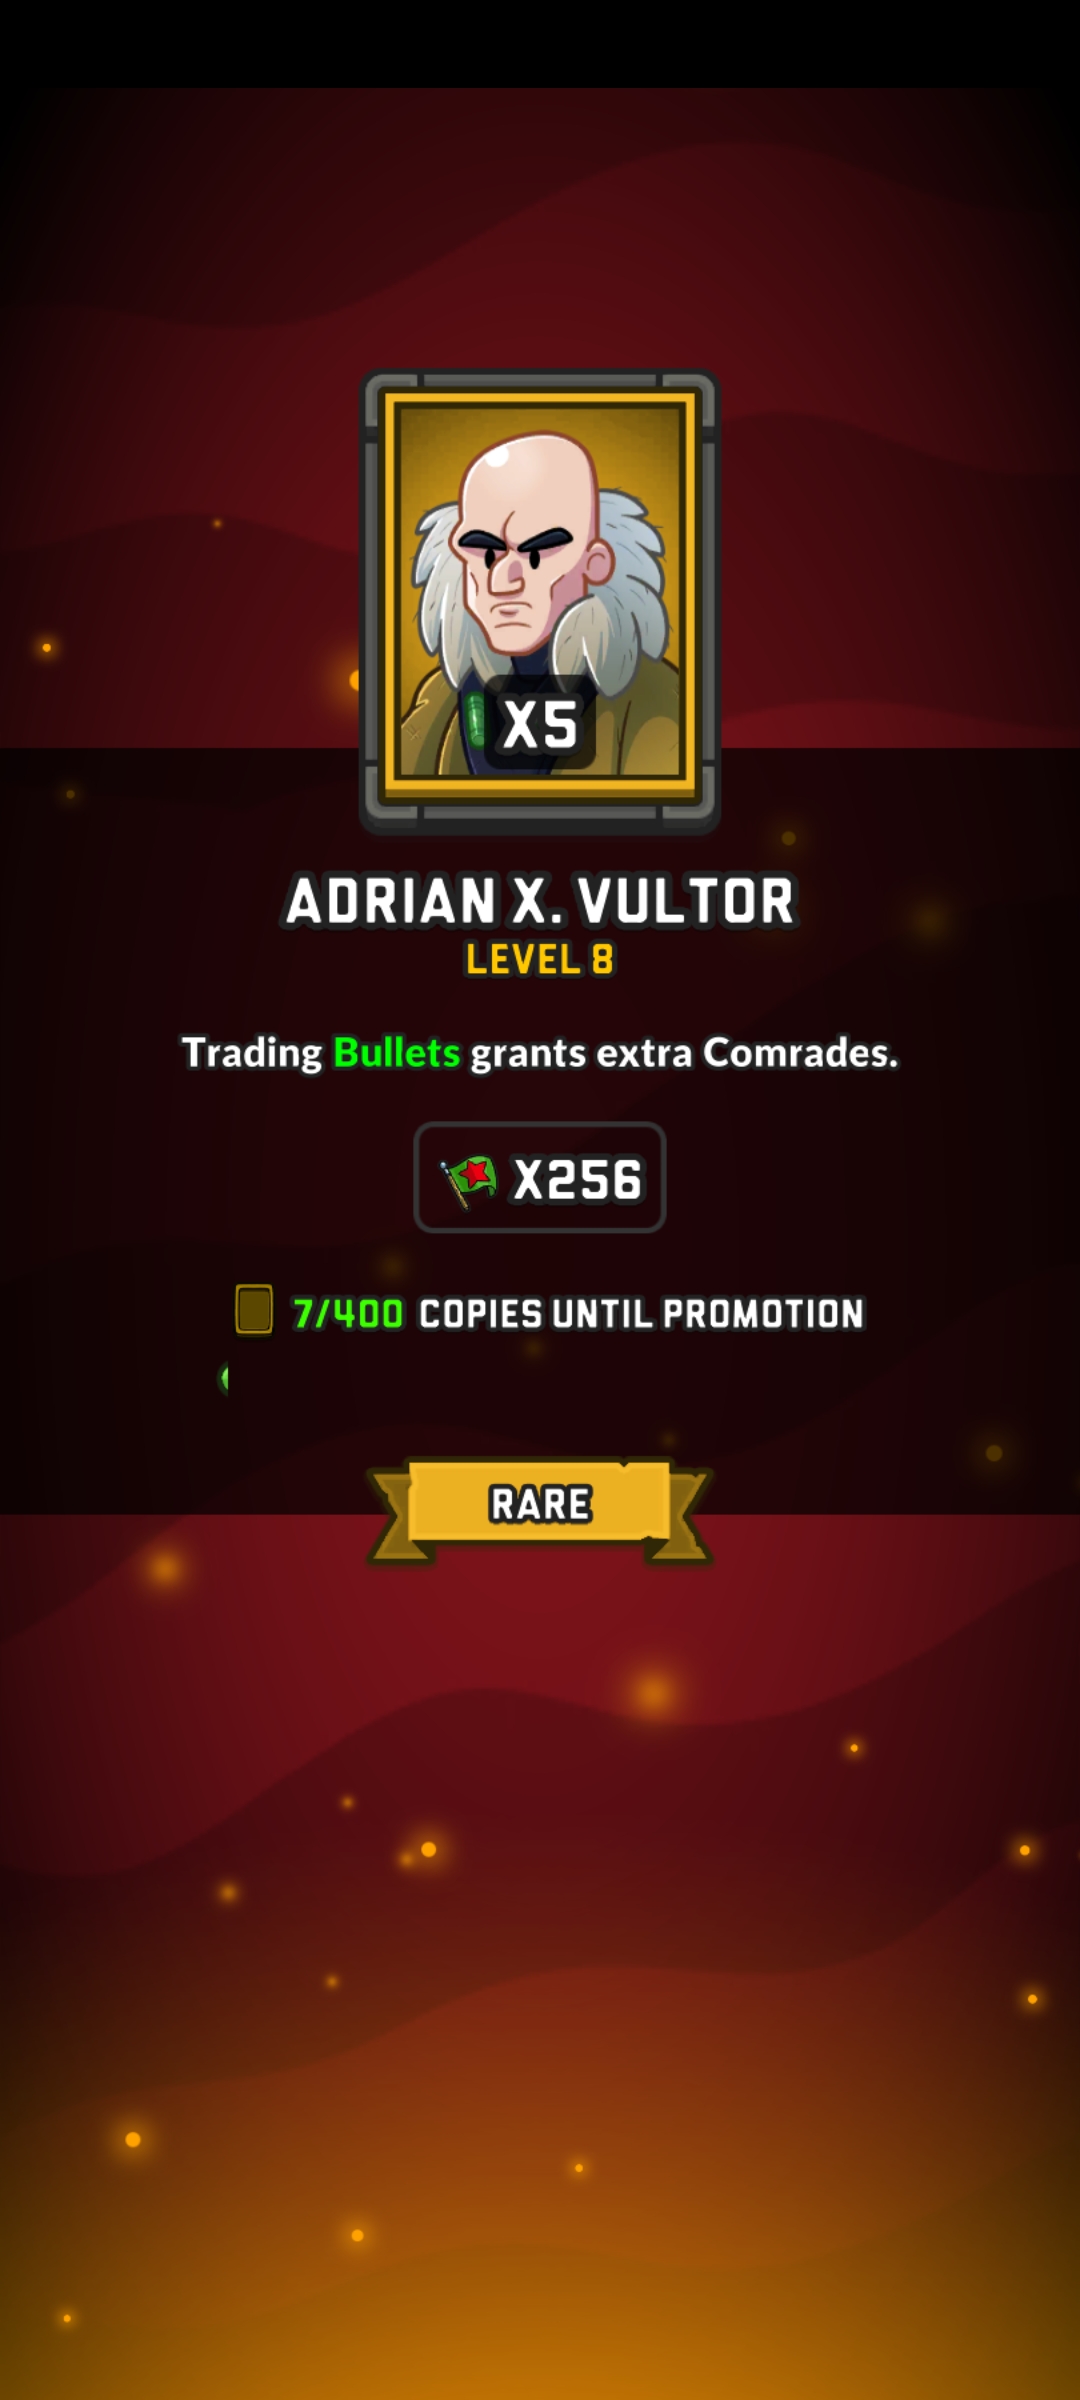 X5
ADRIAN X. VULTOR
LEVEL 8
Trading Bullets grants extra Comrades.
X256
7/400 COPIES UNTIL PROMOTION
RARE